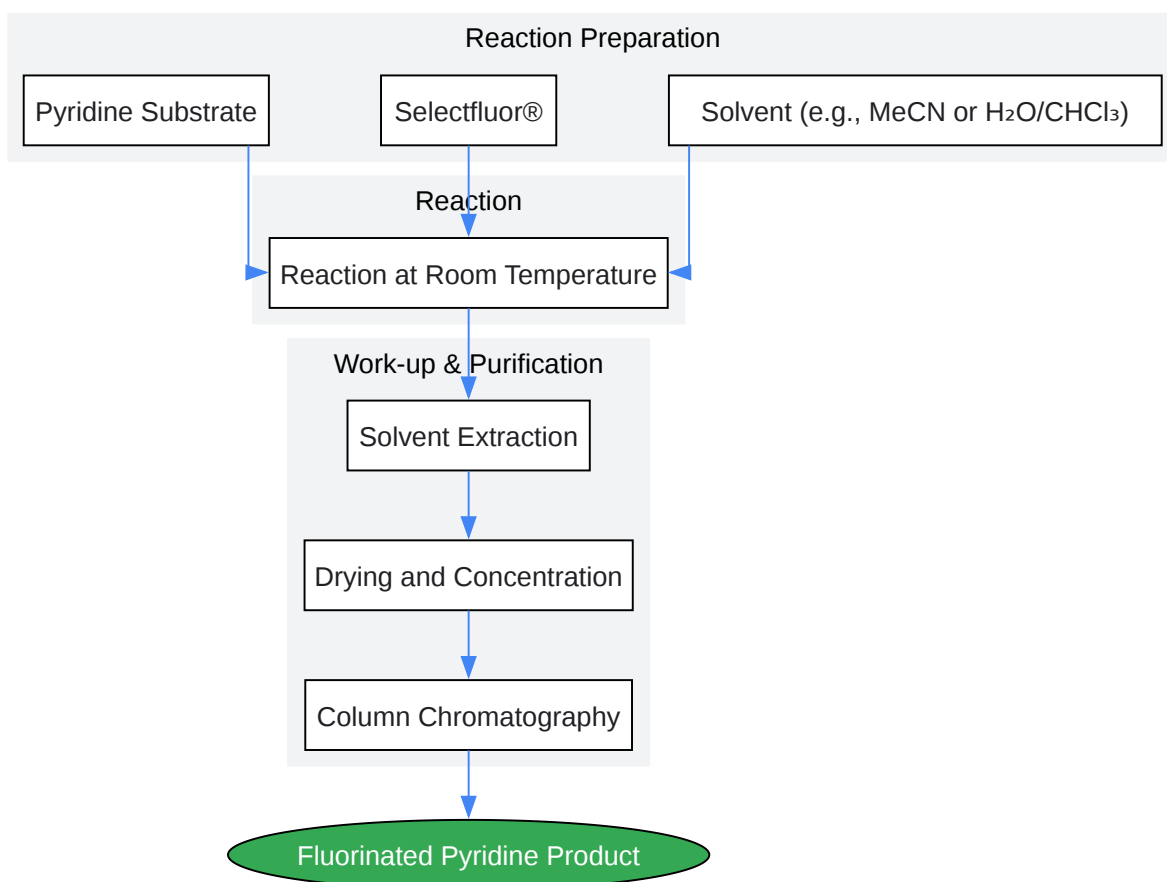 Reaction Preparation
Pyridine Substrate
Selectfluor®
Solvent (e.g., MeCN or H₂O/CHCl₃)
Reaction
Reaction at Room Temperature
Work-up & Purification
Solvent Extraction
Drying and Concentration
Column Chromatography
Fluorinated Pyridine Product